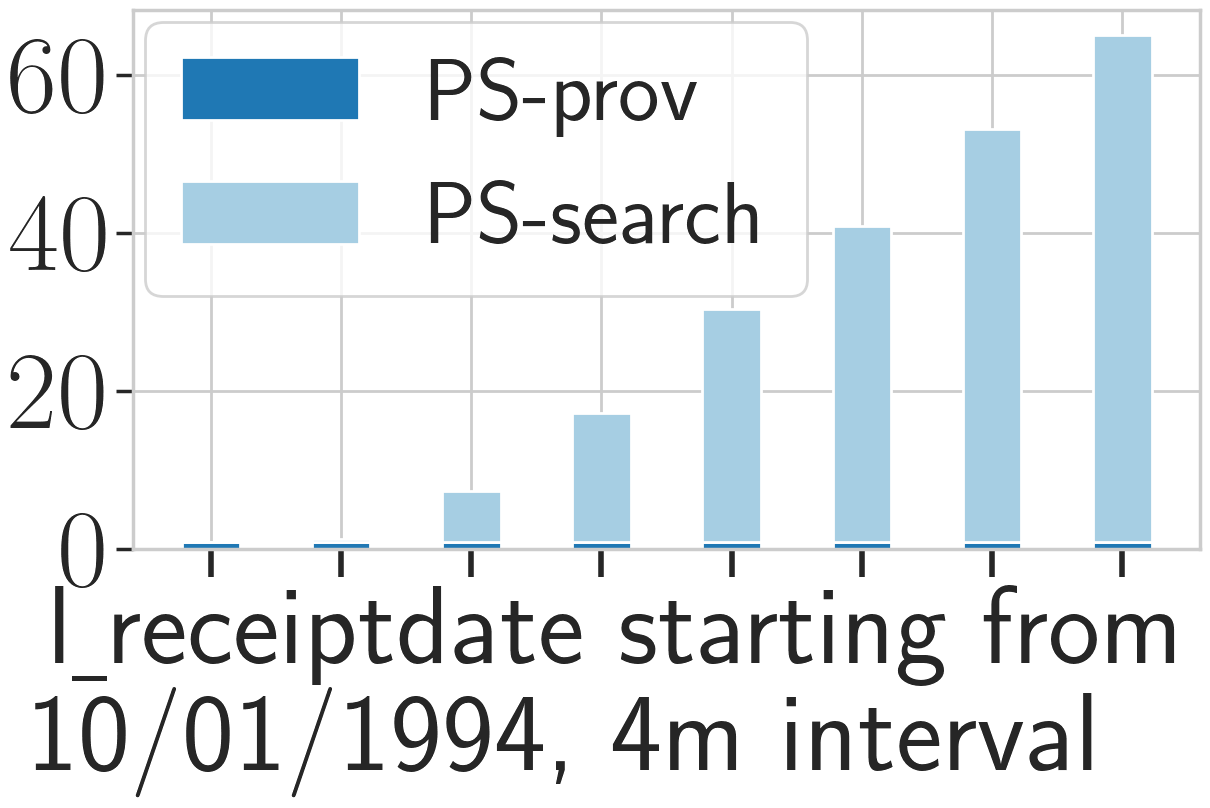 60
40
20
0
PS-prov
PS-search
l_receiptdate starting from
10/01/1994, 4m interval